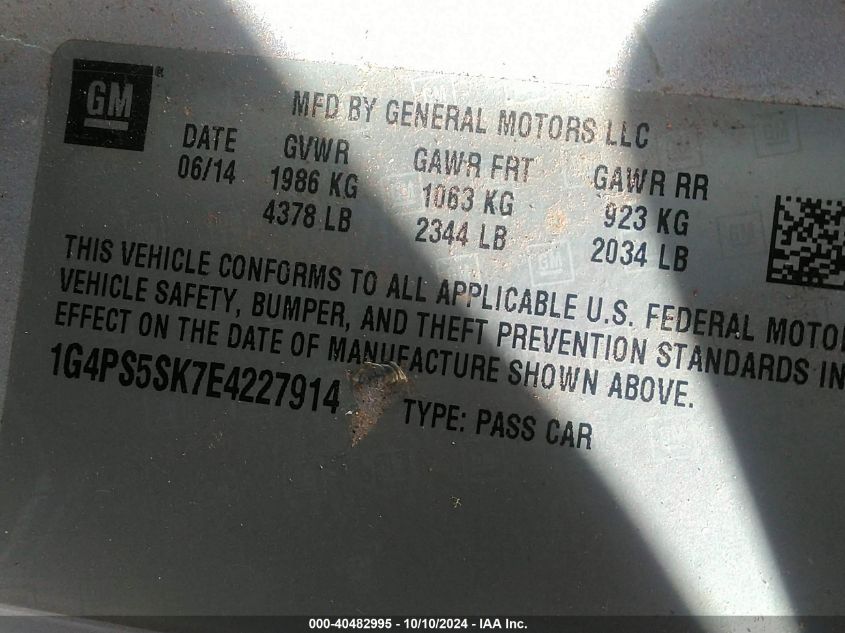 GM ®
MFD BY GENERAL MOTORS LLC
DATE GVWR GAWR FRT GAWR RR
06/14 1986 KG 1063 KG 923 KG
4378 LB 2344 LB 2034 LB
THIS VEHICLE CONFORMS TO ALL APPLICABLE U.S. FEDERAL MOTO
VEHICLE SAFETY, BUMPER, AND THEFT PREVENTION STANDARDS IN
EFFECT ON THE DATE OF MANUFACTURE SHOWN ABOVE.
1G4PS5SK7E4227914 TYPE: PASS CAR
000-40482995 - 10/10/2024 - IAA Inc.